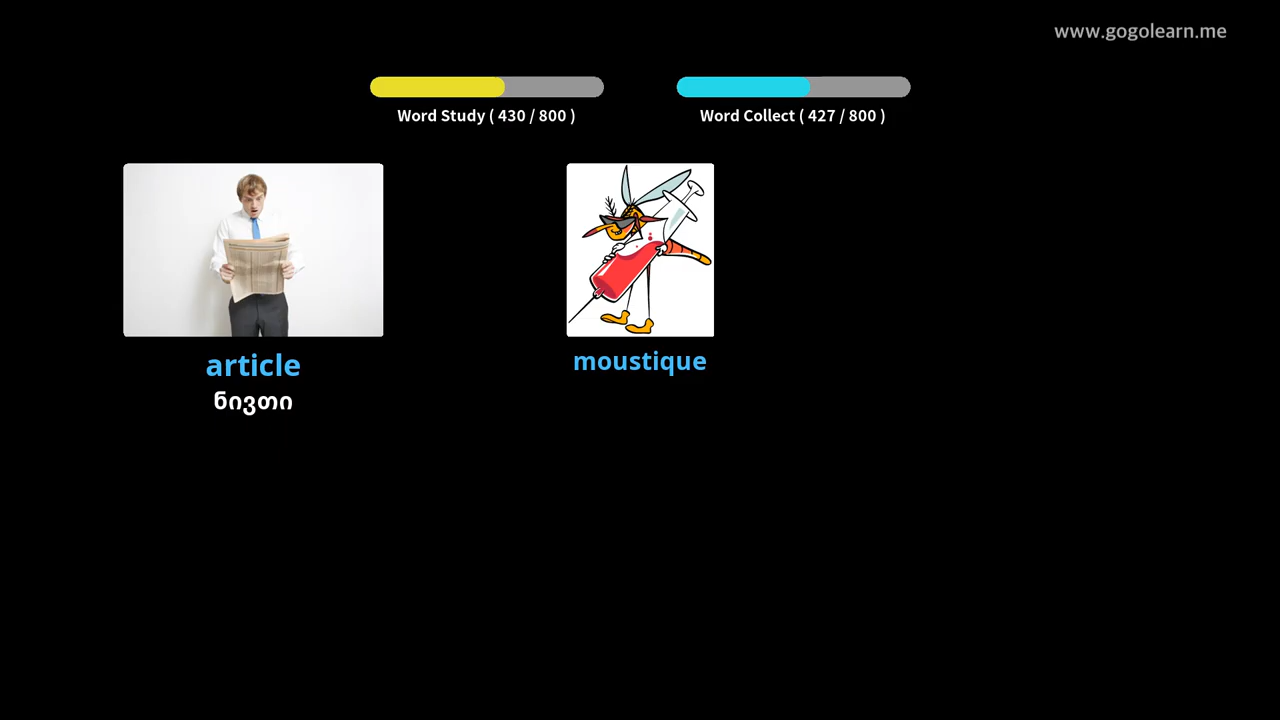 www.gogolearn.me
Word Study ( 430 / 800 )
Word Collect ( 427 / 800 )
article
ნივთი
moustique